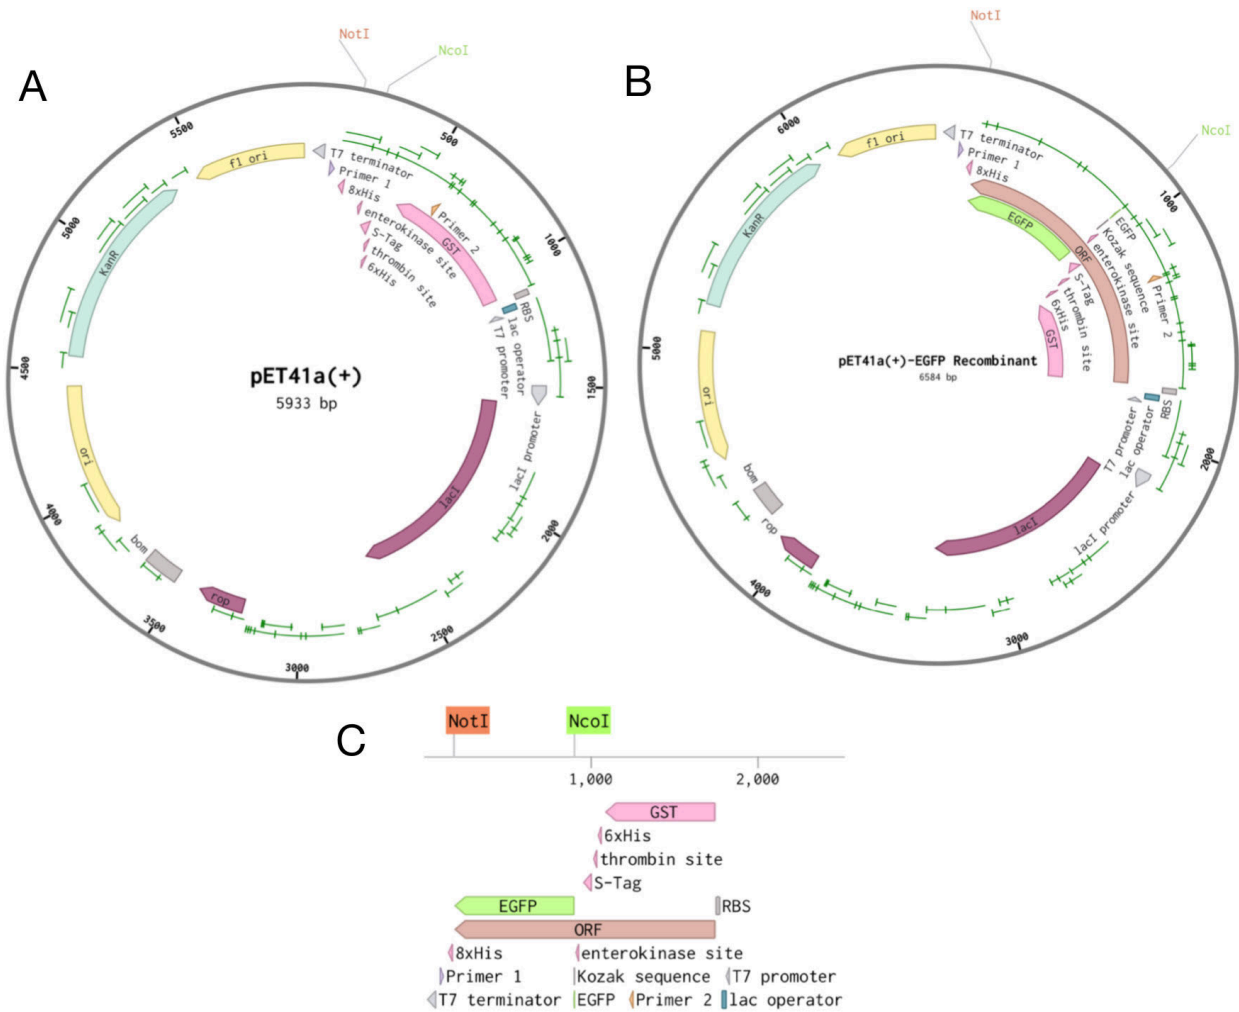 A
NotI
NcoI
5500
500
f1 ori
T7 terminator
Primer 1
8xHis
enterokinase site
S-Tag
thrombin site
6xHis
Primer 2
GST
5000
KanR
1000
RBS
lac operator
T7 promoter
4500
pET41a(+)
5933 bp
1500
lacI promoter
ori
lacI
4000
bom
2000
rop
3500
2500
3000
B
NotI
NcoI
6000
f1 ori
T7 terminator
Primer 1
8xHis
EGFP
1000
KanR
EGFP
Kozak sequence
enterokinase site
ORF
S-Tag
thrombin site
6xHis
Primer 2
GST
5000
pET41a(+)-EGFP Recombinant
6584 bp
ori
RBS
lac operator
T7 promoter
2000
bom
lacI promoter
rop
lacI
4000
3000
C
NotI
NcoI
1,000
2,000
GST
6xHis
thrombin site
S-Tag
EGFP
RBS
ORF
8xHis
enterokinase site
Primer 1
Kozak sequence
T7 promoter
T7 terminator
EGFP
Primer 2
lac operator